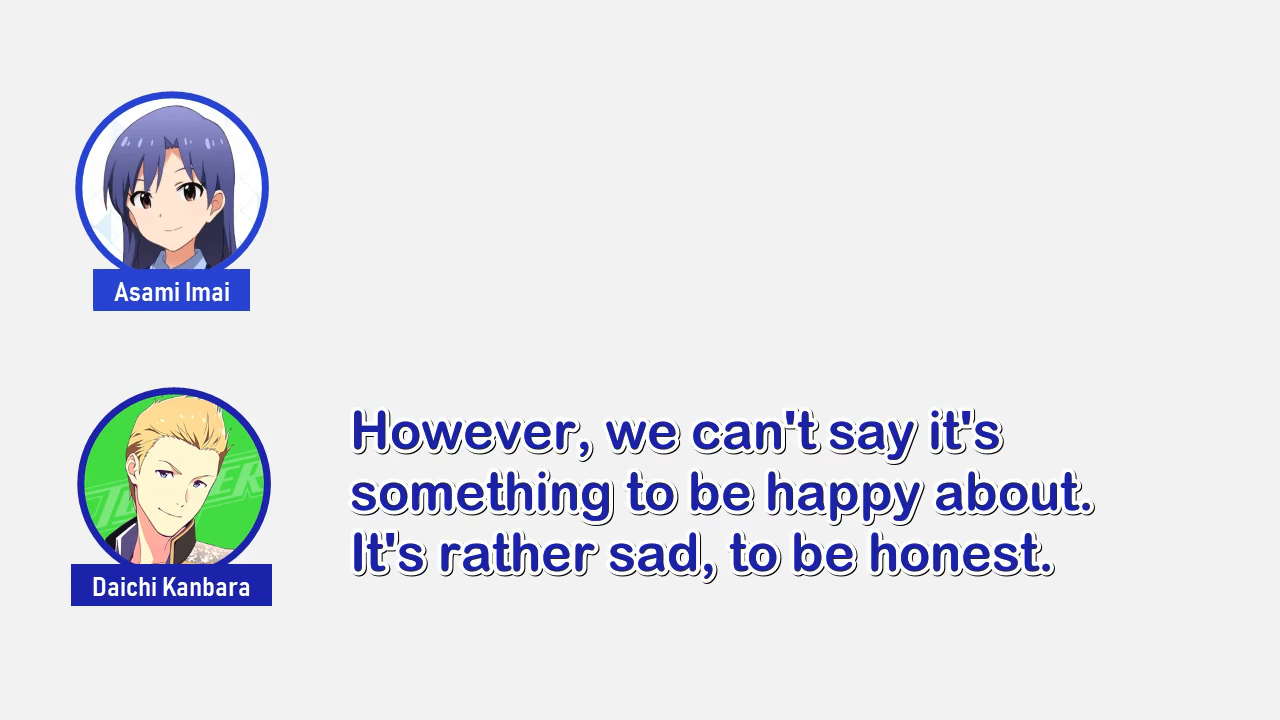 Asami Imai
However, we can't say it's
something to be happy about.
It's rather sad, to be honest.
Daichi Kanbara